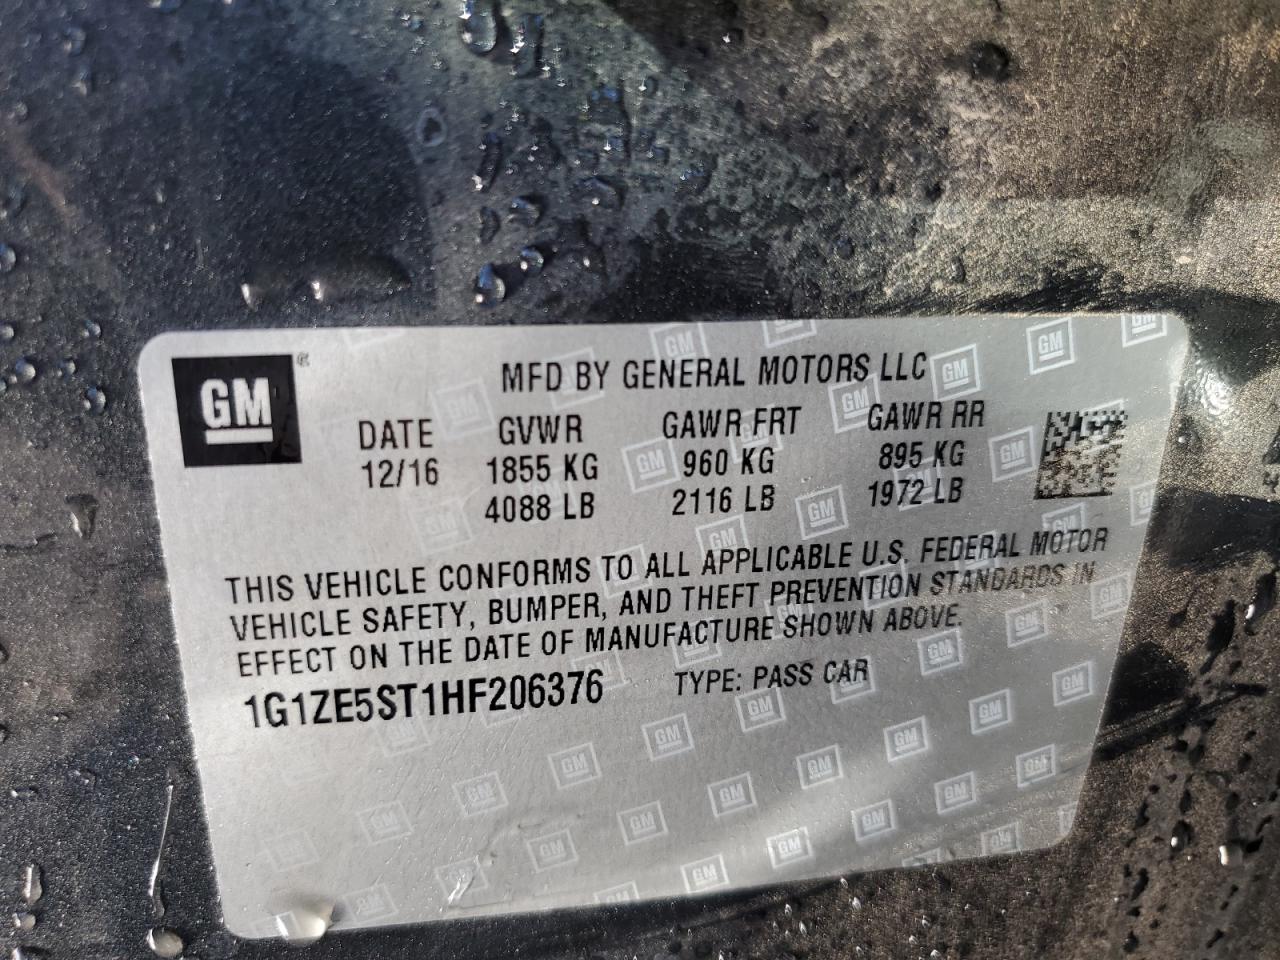 GM®
MFD BY GENERAL MOTORS LLC
DATE GVWR GAWR FRT GAWR RR
12/16 1855 KG 960 KG 895 KG
4088 LB 2116 LB 1972 LB
THIS VEHICLE CONFORMS TO ALL APPLICABLE U.S. FEDERAL MOTOR
VEHICLE SAFETY, BUMPER, AND THEFT PREVENTION STANDARDS IN
EFFECT ON THE DATE OF MANUFACTURE SHOWN ABOVE.
1G1ZE5ST1HF206376 TYPE: PASS CAR